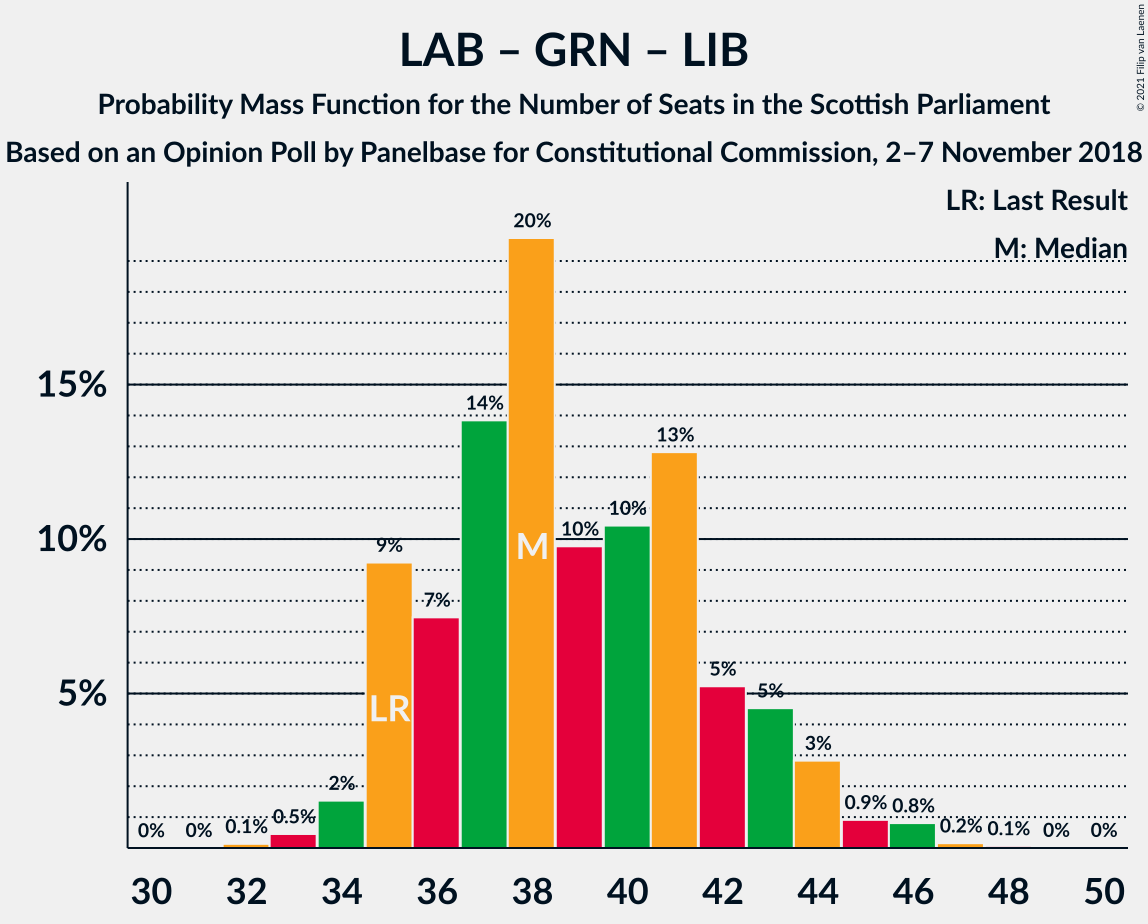 LAB – GRN – LIB
Probability Mass Function for the Number of Seats in the Scottish Parliament
Based on an Opinion Poll by Panelbase for Constitutional Commission, 2–7 November 2018
© 2021 Filip van Laenen
LR: Last Result
M: Median
15%
10%
5%
0%
0%
0.1%
0.5%
2%
9%
7%
14%
20%
10%
10%
13%
5%
5%
3%
0.9%
0.8%
0.2%
0.1%
0%
0%
LR
M
30 32 34 36 38 40 42 44 46 48 50